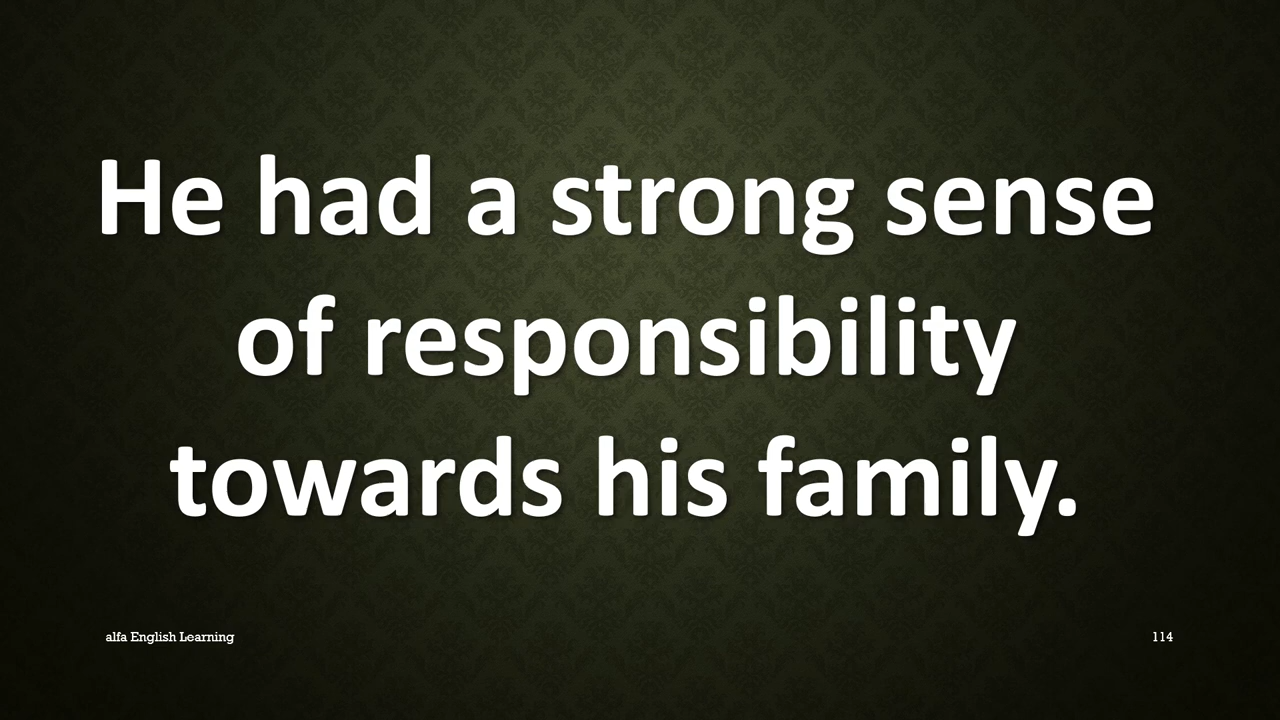 He had a strong sense
of responsibility
towards his family.
alfa English Learning
114